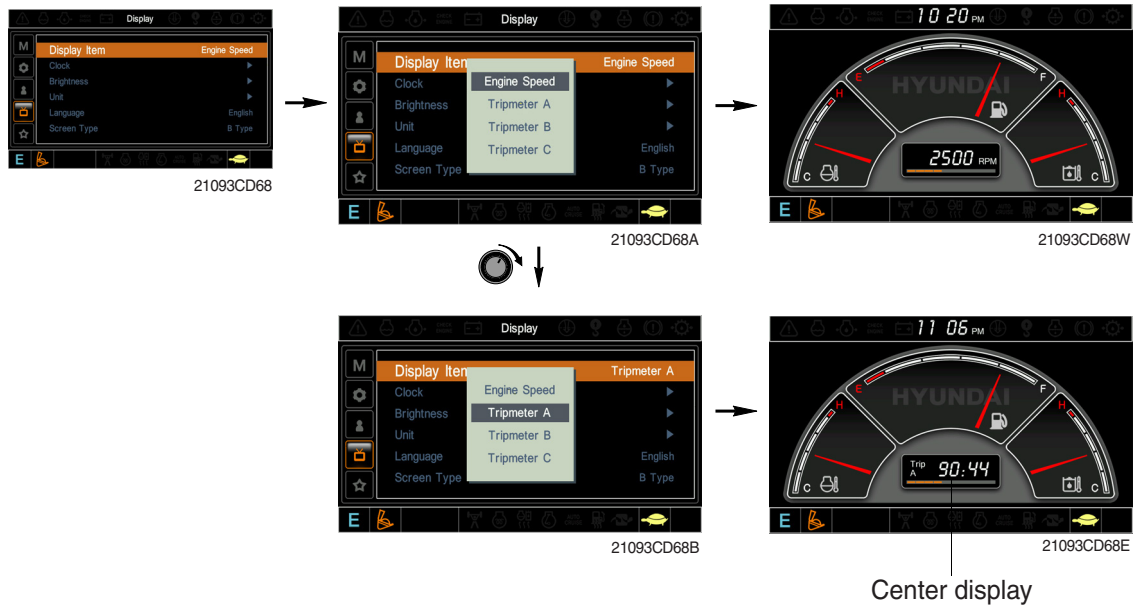 Display
M
Display Item Engine Speed
Clock
Brightness
Unit
Language English
Screen Type B Type
E
21093CD68
Display
M
Display Item Engine Speed
Clock
Brightness
Unit
Language English
Screen Type B Type
Engine Speed
Tripmeter A
Tripmeter B
Tripmeter C
E
21093CD68A
10 20 PM
HYUNDAI
E F
H H
C C
2500 RPM
E
21093CD68W
Display
M
Display Item Tripmeter A
Clock
Brightness
Unit
Language English
Screen Type B Type
Engine Speed
Tripmeter A
Tripmeter B
Tripmeter C
E
21093CD68B
11 06 PM
HYUNDAI
E F
H H
C C
Trip
A 90:44
E
21093CD68E
Center display